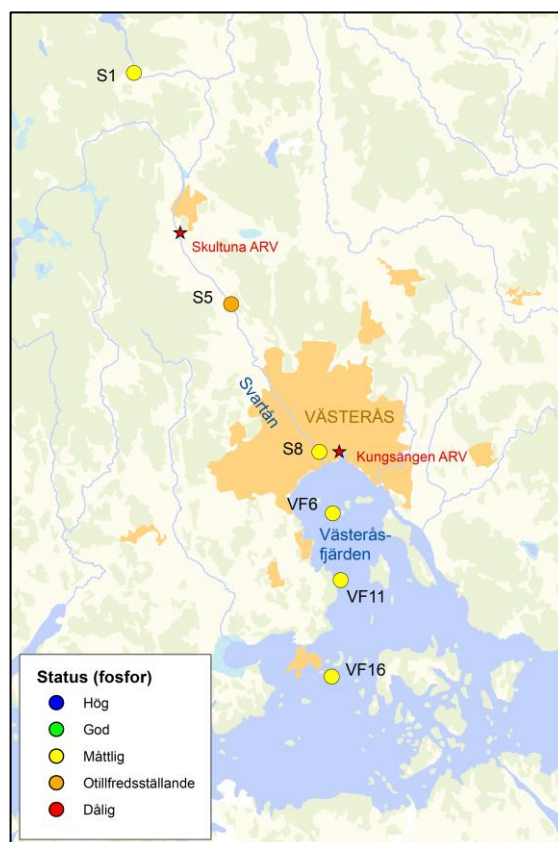 S1
Skultuna ARV
S5
Svartån
VÄSTERÅS
S8
Kungsängen ARV
VF6
Västerås-
fjärden
VF11
VF16
Status (fosfor)
Hög
God
Måttlig
Otillfredsställande
Dålig